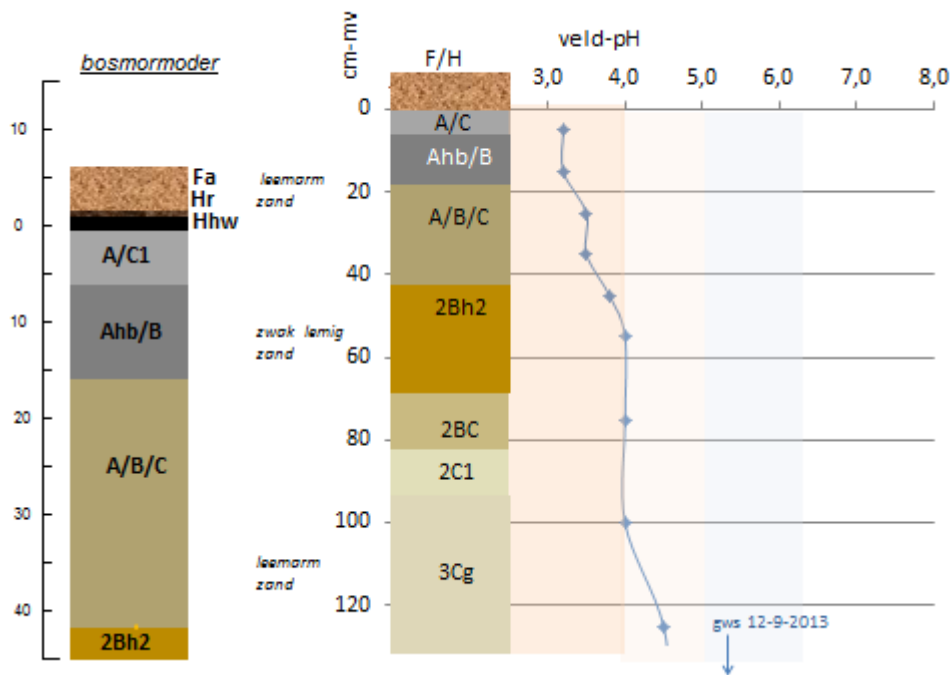 bosmormoder
10
0
10
20
30
40
Fa
Hr
Hhw
A/C1
Ahb/B
A/B/C
2Bh2
leemarm
zand
zwak lemig
zand
leemarm
zand
cm-mv
F/H
veld-pH
3,0 4,0 5,0 6,0 7,0 8,0
0
20
40
60
80
100
120
A/C
Ahb/B
A/B/C
2Bh2
2BC
2C1
3Cg
gws 12-9-2013